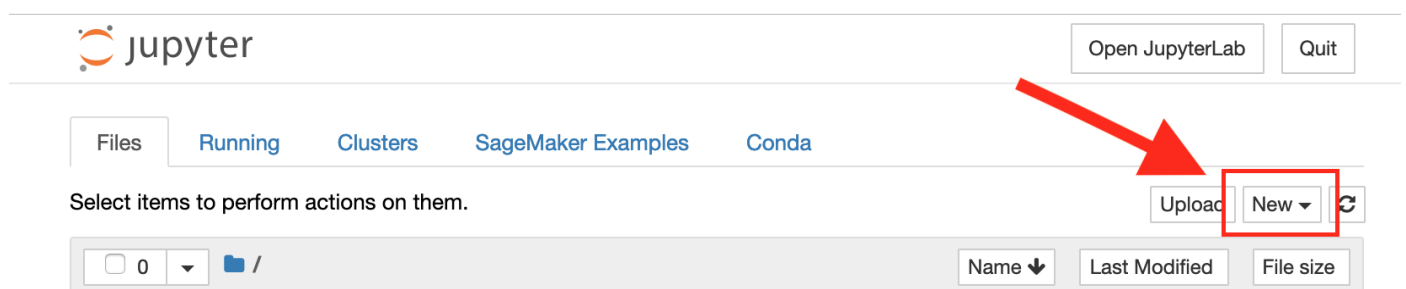 jupyter Open JupyterLab Quit
Files Running Clusters SageMaker Examples Conda
Select items to perform actions on them. Upload New
0 / Name Last Modified File size